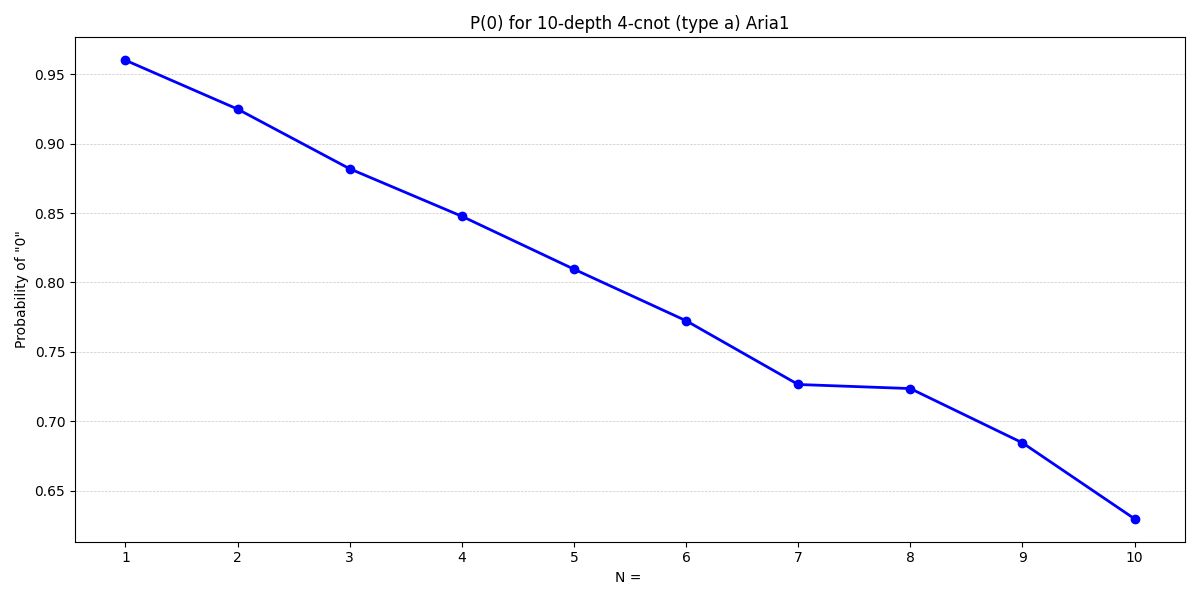 P(0) for 10-depth 4-cnot (type a) Aria1
Probability of "0"
0.95
0.90
0.85
0.80
0.75
0.70
0.65
1 2 3 4 5 6 7 8 9 10
N =